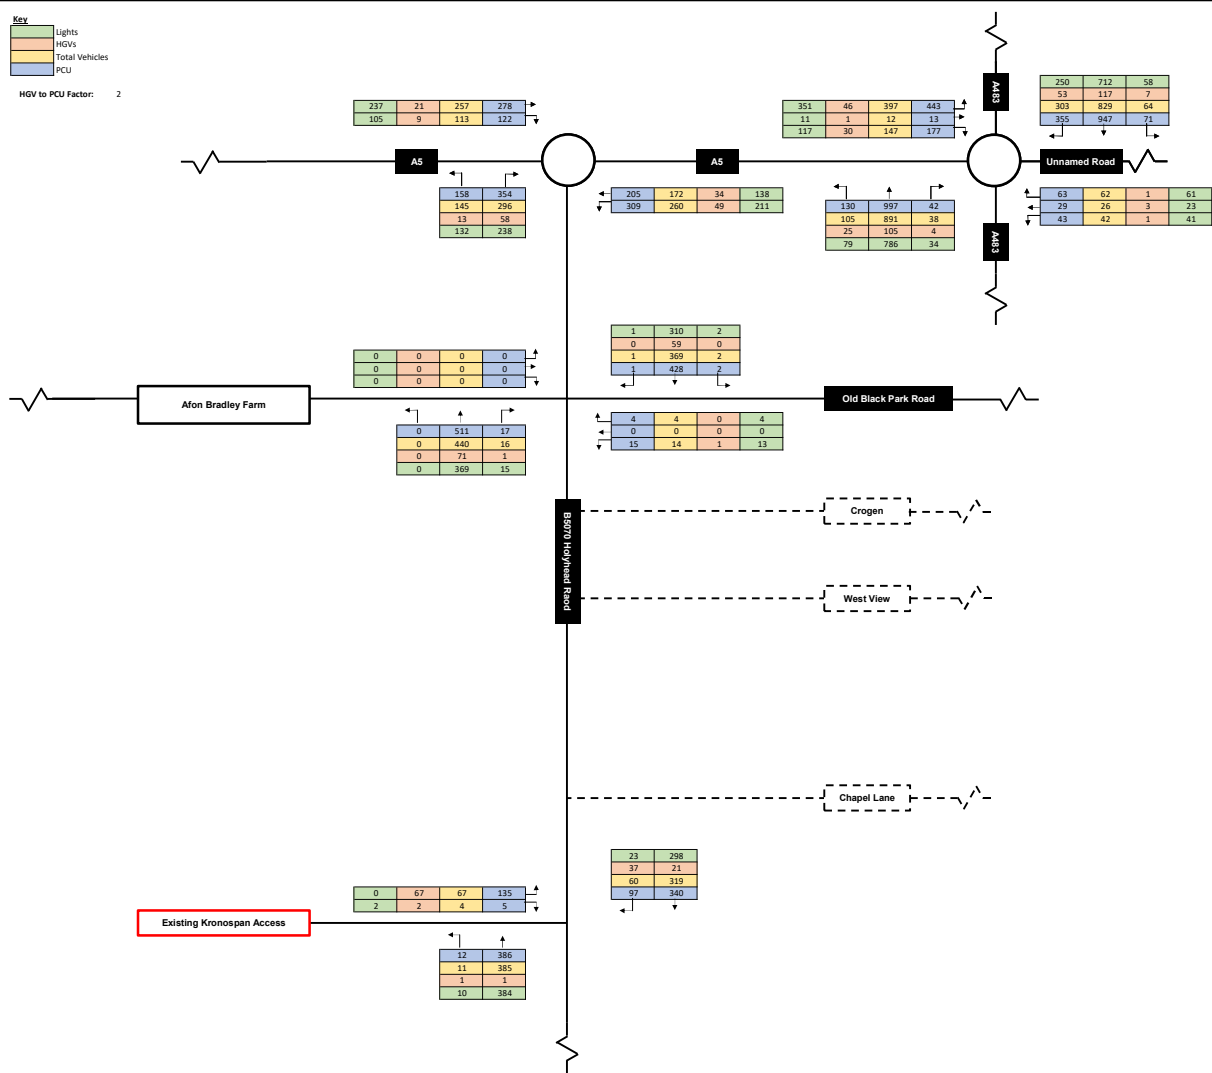 Key
Lights
HGVs
Total Vehicles
PCU
HGV to PCU Factor: 2
237 21 257 278
105 9 113 122
351 46 397 443
11 1 12 13
117 30 147 177
A483
250 712 58
53 117 7
303 829 64
355 947 71
A5
A5
Unnamed Road
158 354
145 296
13 58
132 238
205 172 34 138
309 260 49 211
130 997 42
105 891 38
25 105 4
79 786 34
63 62 1 61
29 26 3 23
43 42 1 41
A483
0 0 0 0
0 0 0 0
0 0 0 0
1 310 2
0 59 0
1 369 2
1 428 2
Afon Bradley Farm
Old Black Park Road
0 511 17
0 440 16
0 71 1
0 369 15
4 4 0 4
0 0 0 0
15 14 1 13
B5070 Holyhead Raod
Crogen
West View
Chapel Lane
23 298
37 21
60 319
97 340
0 67 67 135
2 2 4 5
Existing Kronospan Access
12 386
11 385
1 1
10 384